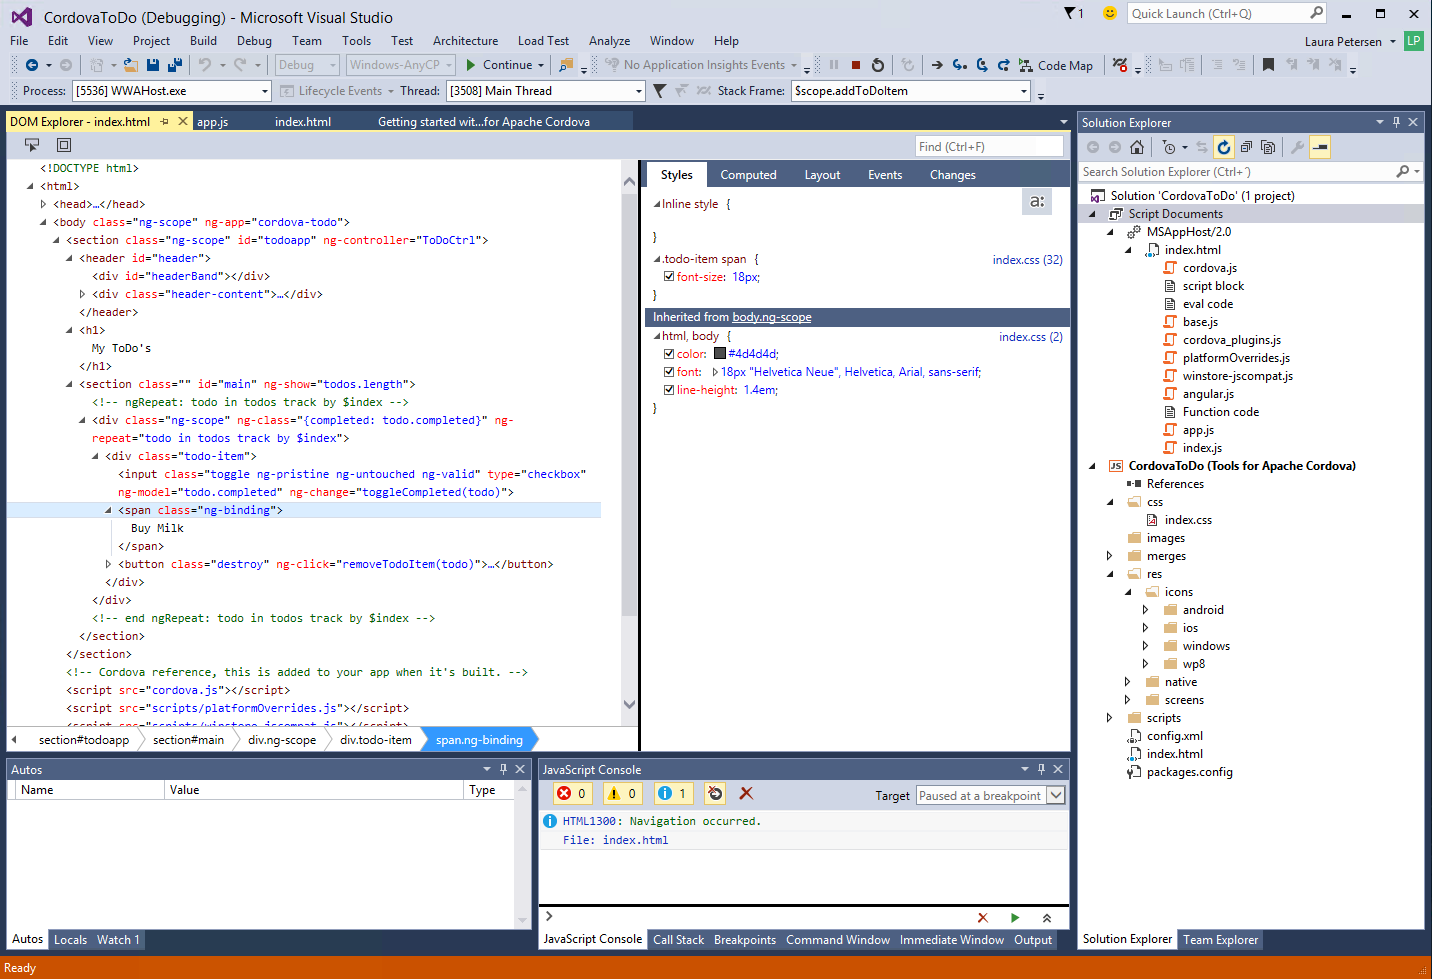 CordovaToDo (Debugging) - Microsoft Visual Studio
1
Quick Launch (Ctrl+Q)
File Edit View Project Build Debug Team Tools Test Architecture Load Test Analyze Window Help
Laura Petersen LP
Debug Windows-AnyCP Continue No Application Insights Events Code Map
Process: [5536] WWAHost.exe Lifecycle Events Thread: [3508] Main Thread Stack Frame: $scope.addToDoItem
DOM Explorer - index.html app.js index.html Getting started wit...for Apache Cordova
Find (Ctrl+F)
<!DOCTYPE html>
<html>
<head>…</head>
<body class="ng-scope" ng-app="cordova-todo">
<section class="ng-scope" id="todoapp" ng-controller="ToDoCtrl">
<header id="header">
<div id="headerBand"></div>
<div class="header-content">…</div>
</header>
<h1>
My ToDo's
</h1>
<section class="" id="main" ng-show="todos.length">
<!-- ngRepeat: todo in todos track by $index -->
<div class="ng-scope" ng-class="{completed: todo.completed}" ng-
repeat="todo in todos track by $index">
<div class="todo-item">
<input class="toggle ng-pristine ng-untouched ng-valid" type="checkbox"
ng-model="todo.completed" ng-change="toggleCompleted(todo)">
<span class="ng-binding">
Buy Milk
</span>
<button class="destroy" ng-click="removeTodoItem(todo)">…</button>
</div>
</div>
<!-- end ngRepeat: todo in todos track by $index -->
</section>
</section>
<!-- Cordova reference, this is added to your app when it's built. -->
<script src="cordova.js"></script>
<script src="scripts/platformOverrides.js"></script>
<script src="scripts/winstore-jscompat.js"></script>
section#todoapp section#main div.ng-scope div.todo-item span.ng-binding
Styles Computed Layout Events Changes
a:
Inline style {
}
.todo-item span { index.css (32)
font-size: 18px;
}
Inherited from body.ng-scope
html, body { index.css (2)
color: #4d4d4d;
font: 18px "Helvetica Neue", Helvetica, Arial, sans-serif;
line-height: 1.4em;
}
Solution Explorer
Search Solution Explorer (Ctrl+´)
Solution 'CordovaToDo' (1 project)
Script Documents
MSAppHost/2.0
index.html
cordova.js
script block
eval code
base.js
cordova_plugins.js
platformOverrides.js
winstore-jscompat.js
angular.js
Function code
app.js
index.js
JS CordovaToDo (Tools for Apache Cordova)
References
css
index.css
images
merges
res
icons
android
ios
windows
wp8
native
screens
scripts
config.xml
index.html
packages.config
Solution Explorer Team Explorer
Autos
Name Value Type
Autos Locals Watch 1
JavaScript Console
0 0 1 Target Paused at a breakpoint
HTML1300: Navigation occurred.
File: index.html
JavaScript Console Call Stack Breakpoints Command Window Immediate Window Output
Ready